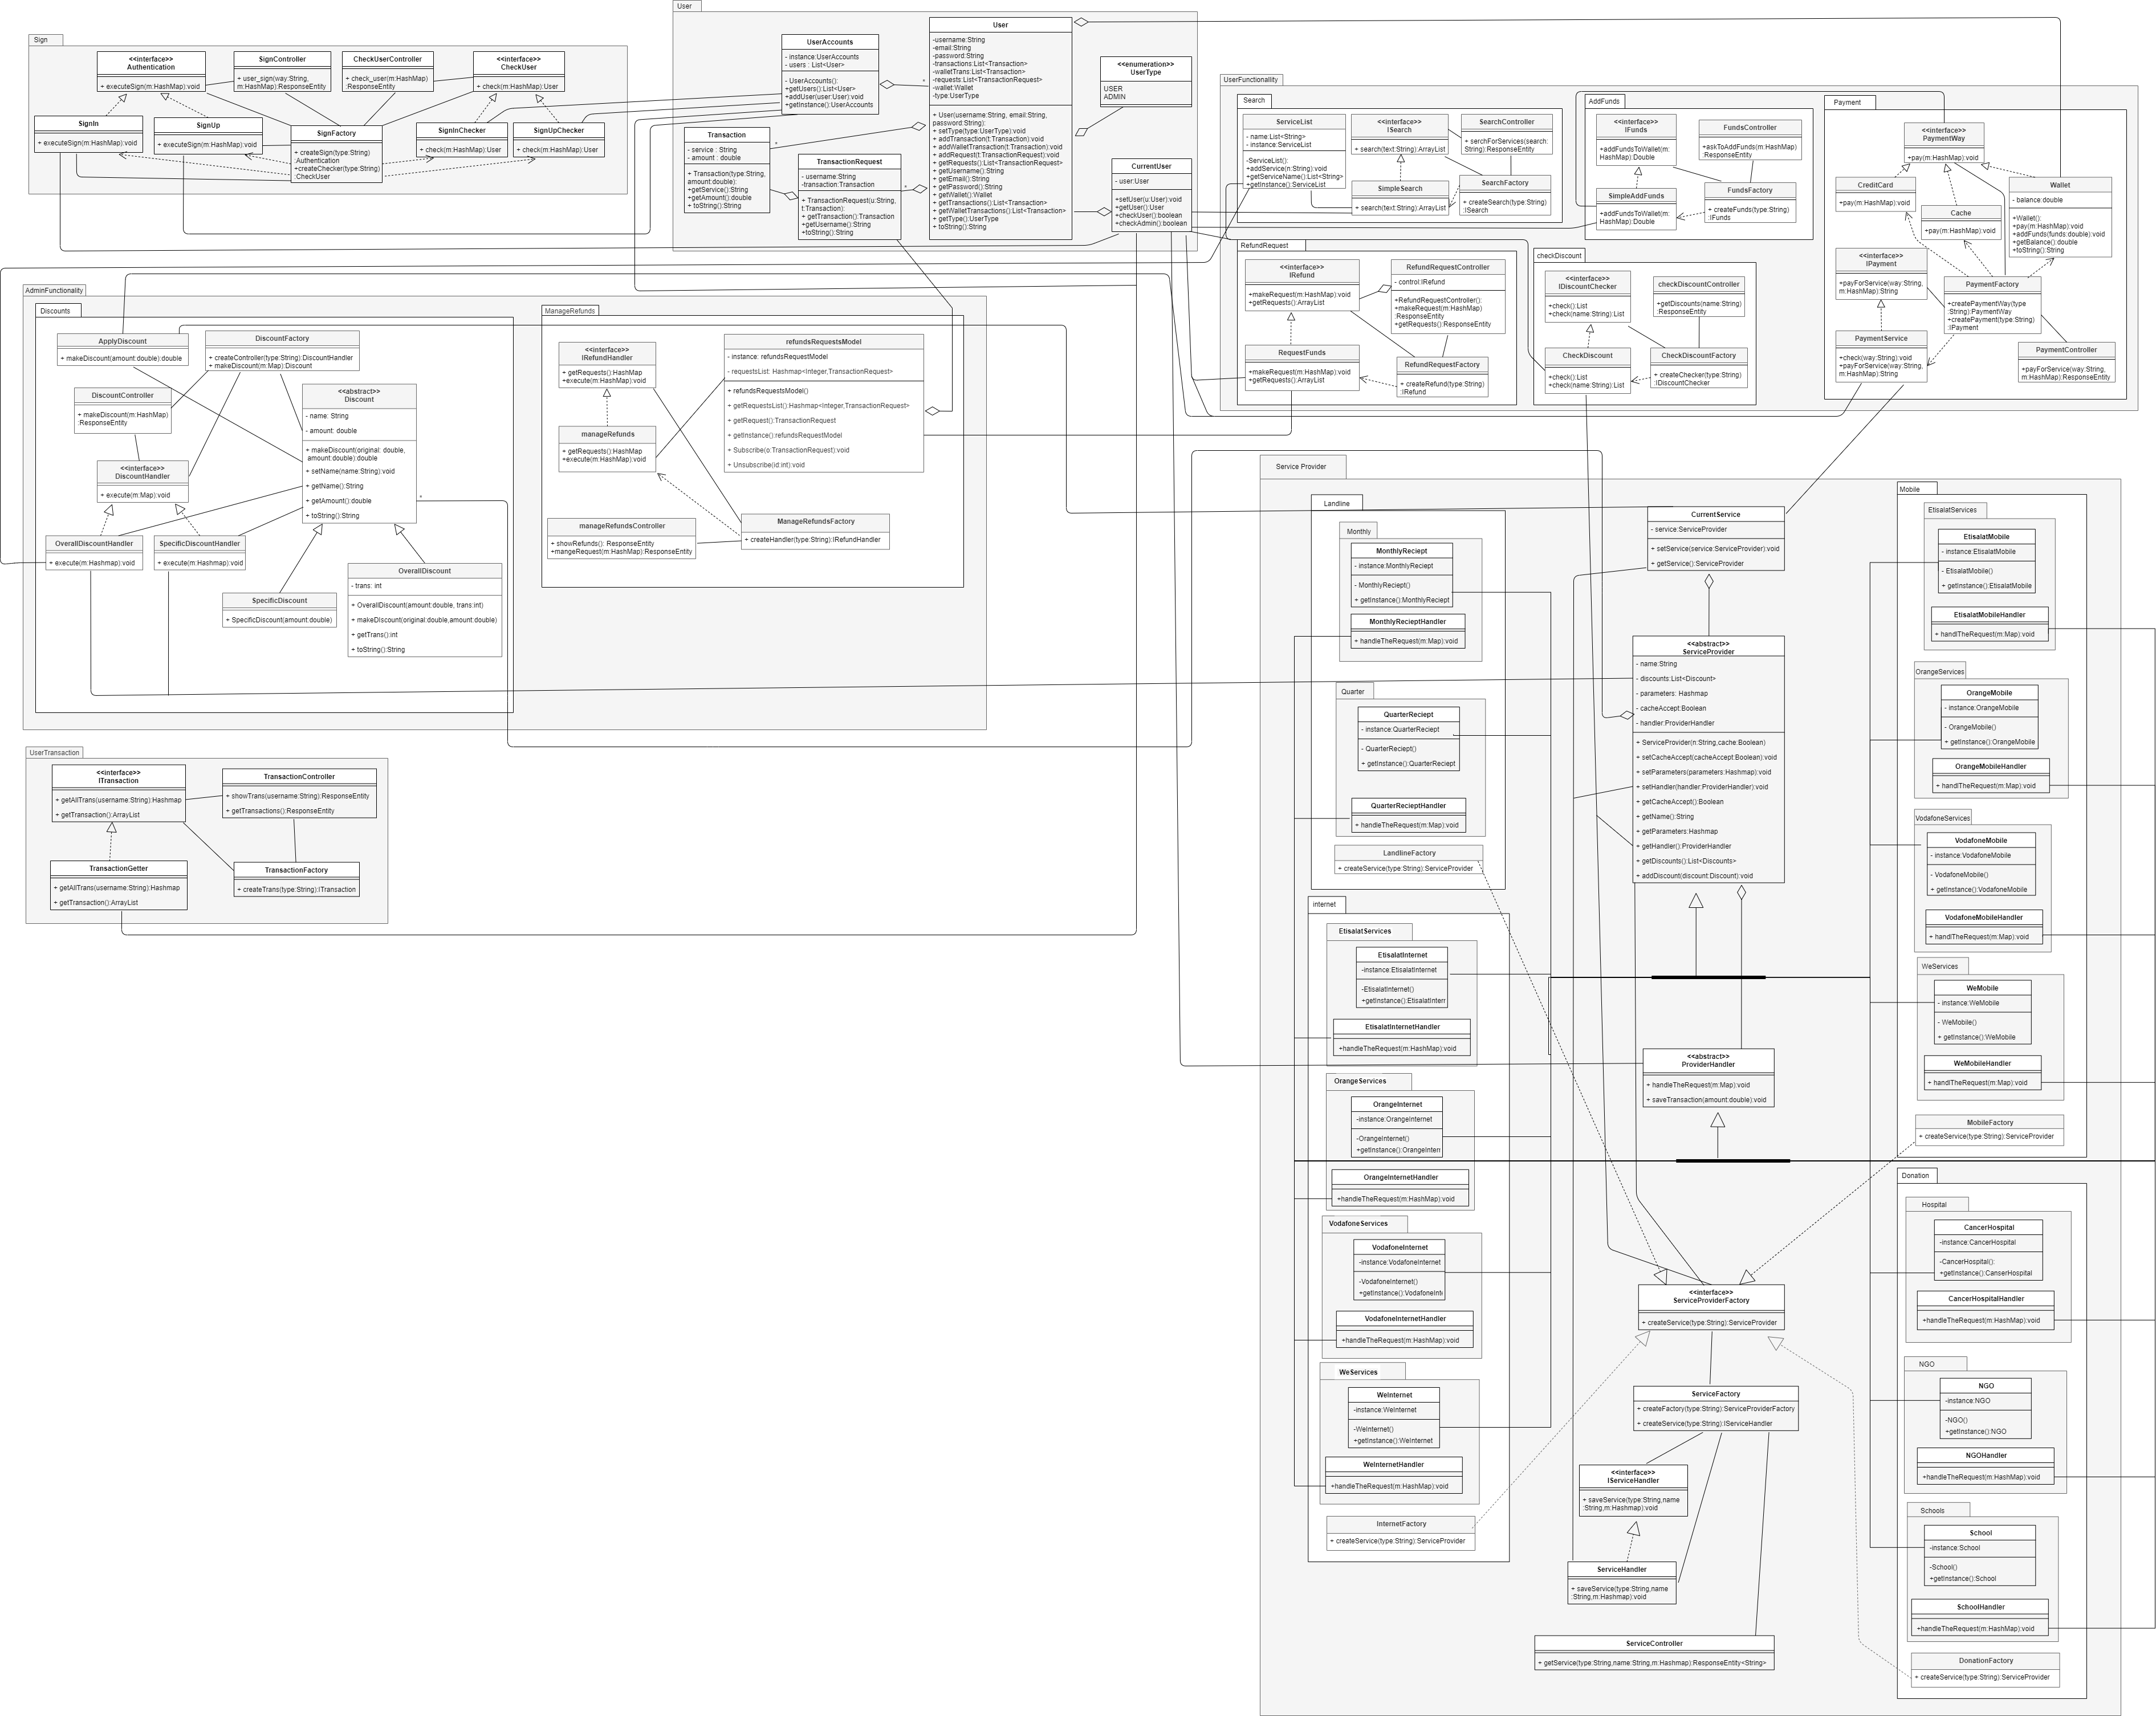 Sign
<<interface>>
Authentication
+ executeSign(m:HashMap):void
SignController
+ user_sign(way:String,
m:HashMap):ResponseEntity
CheckUserController
+ check_user(m:HashMap)
:ResponseEntity
<<interface>>
CheckUser
+ check(m:HashMap):User
SignIn
+ executeSign(m:HashMap):void
SignUp
+ executeSign(m:HashMap):void
SignFactory
+ createSign(type:String)
:Authentication
+createChecker(type:String)
:CheckUser
SignInChecker
+ check(m:HashMap):User
SignUpChecker
+ check(m:HashMap):User
User
UserAccounts
- instance:UserAccounts
- users : List<User>
- UserAccounts():
+getUsers():List<User>
+addUser(user:User):void
+getInstance():UserAccounts
*
User
-username:String
-email:String
-password:String
-transactions:List<Transaction>
-walletTrans:List<Transaction>
-requests:List<TransactionRequest>
-wallet:Wallet
-type:UserType
+ User(username:String, email:String,
password:String):
+ setType(type:UserType):void
+ addTransaction(t:Transaction):void
+ addWalletTransaction(t:Transaction):void
+ addRequest(t:TransactionRequest):void
+ getRequests():List<TransactionRequest>
+ getUsername():String
+ getEmail():String
+ getPassword():String
+ getWallet():Wallet
+ getTransactions():List<Transaction>
+ getWalletTransactions():List<Transaction>
+ getType():UserType
+ toString():String
<<enumeration>>
UserType
USER
ADMIN
Transaction
- service : String
- amount : double
+ Transaction(type:String,
amount:double):
+getService():String
+getAmount():double
+ toString():String
*
TransactionRequest
- username:String
-transaction:Transaction
+ TransactionRequest(u:String,
t:Transaction):
+ getTransaction():Transaction
+getUsername():String
+toString():String
*
CurrentUser
- user:User
+setUser(u:User):void
+getUser():User
+checkUser():boolean
+checkAdmin():boolean
UserFunctionallity
Search
ServiceList
- name:List<String>
- instance:ServiceList
-ServiceList():
+addService(n:String):void
+getServiceName():List<String>
+getInstance():ServiceList
<<interface>>
ISearch
+ search(text:String):ArrayList
SearchController
+ serchForServices(search:
String):ResponseEntity
SimpleSearch
+ search(text:String):ArrayList
SearchFactory
+ createSearch(type:String)
:ISearch
AddFunds
<<interface>>
IFunds
+addFundsToWallet(m:
HashMap):Double
FundsController
+askToAddFunds(m:HashMap)
:ResponseEntity
SimpleAddFunds
+addFundsToWallet(m:
HashMap):Double
FundsFactory
+ createFunds(type:String)
:IFunds
Payment
<<interface>>
PaymentWay
+pay(m:HashMap):void
CreditCard
+pay(m:HashMap):void
Cache
+pay(m:HashMap):void
Wallet
- balance:double
+Wallet():
+pay(m:HashMap):void
+addFunds(funds:double):void
+getBalance():double
+toString():String
<<interface>>
IPayment
+payForService(way:String,
m:HashMap):String
PaymentFactory
+createPaymentWay(type
:String):PaymentWay
+createPayment(type:String)
:IPayment
PaymentService
+check(way:String):void
+payForService(way:String,
m:HashMap):String
PaymentController
+payForService(way:String,
m:HashMap):ResponseEntity
RefundRequest
<<interface>>
IRefund
+makeRequest(m:HashMap):void
+getRequests():ArrayList
RefundRequestController
- control:IRefund
+RefundRequestController():
+makeRequest(m:HashMap)
:ResponseEntity
+getRequests():ResponseEntity
RequestFunds
+makeRequest(m:HashMap):void
+getRequests():ArrayList
RefundRequestFactory
+ createRefund(type:String)
:IRefund
checkDiscount
<<interface>>
IDiscountChecker
+check():List
+check(name:String):List
checkDiscountController
+getDiscounts(name:String)
:ResponseEntity
CheckDiscount
+check():List
+check(name:String):List
CheckDiscountFactory
+ createChecker(type:String)
:IDiscountChecker
AdminFunctionality
Discounts
ApplyDiscount
+ makeDiscount(amount:double):double
DiscountFactory
+ createController(type:String):DiscountHandler
+ makeDiscount(m:Map):Discount
DiscountController
+ makeDiscount(m:HashMap)
:ResponseEntity
<<abstract>>
Discount
- name: String
- amount: double
+ makeDiscount(original: double,
amount:double):double
+ setName(name:String):void
+ getName():String
+ getAmount():double
+ toString():String
*
<<interface>>
DiscountHandler
+ execute(m:Map):void
OverallDiscountHandler
+ execute(m:Hashmap):void
SpecificDiscountHandler
+ execute(m:Hashmap):void
SpecificDiscount
+ SpecificDiscount(amount:double)
OverallDiscount
- trans: int
+ OverallDiscount(amount:double, trans:int)
+ makeDIscount(original:double,amount:double)
+ getTrans():int
+ toString():String
ManageRefunds
<<interface>>
IRefundHandler
+ getRequests():HashMap
+execute(m:HashMap):void
refundsRequestsModel
- instance: refundsRequestModel
- requestsList: Hashmap<Integer,TransactionRequest>
+ refundsRequestsModel()
+ getRequestsList():Hashmap<Integer,TransactionRequest>
+ getRequest():TransactionRequest
+ getInstance():refundsRequestModel
+ Subscribe(o:TransactionRequest):void
+ Unsubscribe(id:int):void
manageRefunds
+ getRequests():HashMap
+execute(m:HashMap):void
manageRefundsController
+ showRefunds(): ResponseEntity
+mangeRequest(m:HashMap):ResponseEntity
ManageRefundsFactory
+ createHandler(type:String):IRefundHandler
UserTransaction
<<interface>>
ITransaction
+ getAllTrans(username:String):Hashmap
+ getTransaction():ArrayList
TransactionController
+ showTrans(username:String):ResponseEntity
+ getTransactions():ResponseEntity
TransactionGetter
+ getAllTrans(username:String):Hashmap
+ getTransaction():ArrayList
TransactionFactory
+ createTrans(type:String):ITransaction
Service Provider
Landline
Monthly
MonthlyReciept
- instance:MonthlyReciept
- MonthlyReciept()
+ getInstance():MonthlyReciept
MonthlyRecieptHandler
+ handleTheRequest(m:Map):void
Quarter
QuarterReciept
- instance:QuarterReciept
- QuarterReciept()
+ getInstance():QuarterReciept
QuarterRecieptHandler
+ handleTheRequest(m:Map):void
LandlineFactory
+ createService(type:String):ServiceProvider
internet
EtisalatServices
EtisalatInternet
-instance:EtisalatInternet
-EtisalatInternet()
+getInstance():EtisalatInterr
EtisalatInternetHandler
+handleTheRequest(m:HashMap):void
OrangeServices
OrangeInternet
-instance:OrangeInternet
-OrangeInternet()
+getInstance():OrangeIntern
OrangeInternetHandler
+handleTheRequest(m:HashMap):void
VodafoneServices
VodafoneInternet
-instance:VodafoneInternet
-VodafoneInternet()
+getInstance():VodafoneInt
VodafoneInternetHandler
+handleTheRequest(m:HashMap):void
WeServices
WeInternet
-instance:WeInternet
-WeInternet()
+getInstance():WeInternet
WeInternetHandler
+handleTheRequest(m:HashMap):void
InternetFactory
+ createService(type:String):ServiceProvider
CurrentService
- service:ServiceProvider
+ setService(service:ServiceProvider):void
+ getService():ServiceProvider
<<abstract>>
ServiceProvider
- name:String
- discounts:List<Discount>
- parameters: Hashmap
- cacheAccept:Boolean
- handler:ProviderHandler
+ ServiceProvider(n:String,cache:Boolean)
+ setCacheAccept(cacheAccept:Boolean):void
+ setParameters(parameters:Hashmap):void
+ setHandler(handler:ProviderHandler):void
+ getCacheAccept():Boolean
+ getName():String
+ getParameters:Hashmap
+ getHandler():ProviderHandler
+ getDiscounts():List<Discounts>
+ addDiscount(discount:Discount):void
<<abstract>>
ProviderHandler
+ handleTheRequest(m:Map):void
+ saveTransaction(amount:double):void
<<interface>>
ServiceProviderFactory
+ createService(type:String):ServiceProvider
ServiceFactory
+ createFactory(type:String):ServiceProviderFactory
+ createService(type:String):IServiceHandler
<<interface>>
IServiceHandler
+ saveService(type:String,name
:String,m:Hashmap):void
ServiceHandler
+ saveService(type:String,name
:String,m:Hashmap):void
ServiceController
+ getService(type:String,name:String,m:Hashmap):ResponseEntity<String>
Mobile
EtisalatServices
EtisalatMobile
- instance:EtisalatMobile
- EtisalatMobile()
+ getInstance():EtisalatMobile
EtisalatMobileHandler
+ handlTheRequest(m:Map):void
OrangeServices
OrangeMobile
- instance:OrangeMobile
- OrangeMobile()
+ getInstance():OrangeMobile
OrangeMobileHandler
+ handlTheRequest(m:Map):void
VodafoneServices
VodafoneMobile
- instance:VodafoneMobile
- VodafoneMobile()
+ getInstance():VodafoneMobile
VodafoneMobileHandler
+ handlTheRequest(m:Map):void
WeServices
WeMobile
- instance:WeMobile
- WeMobile()
+ getInstance():WeMobile
WeMobileHandler
+ handlTheRequest(m:Map):void
MobileFactory
+ createService(type:String):ServiceProvider
Donation
Hospital
CancerHospital
-instance:CancerHospital
-CancerHospital():
+getInstance():CanserHospital
CancerHospitalHandler
+handleTheRequest(m:HashMap):void
NGO
NGO
-instance:NGO
-NGO()
+getInstance():NGO
NGOHandler
+handleTheRequest(m:HashMap):void
Schools
School
-instance:School
-School()
+getInstance():School
SchoolHandler
+handleTheRequest(m:HashMap):void
DonationFactory
+ createService(type:String):ServiceProvider